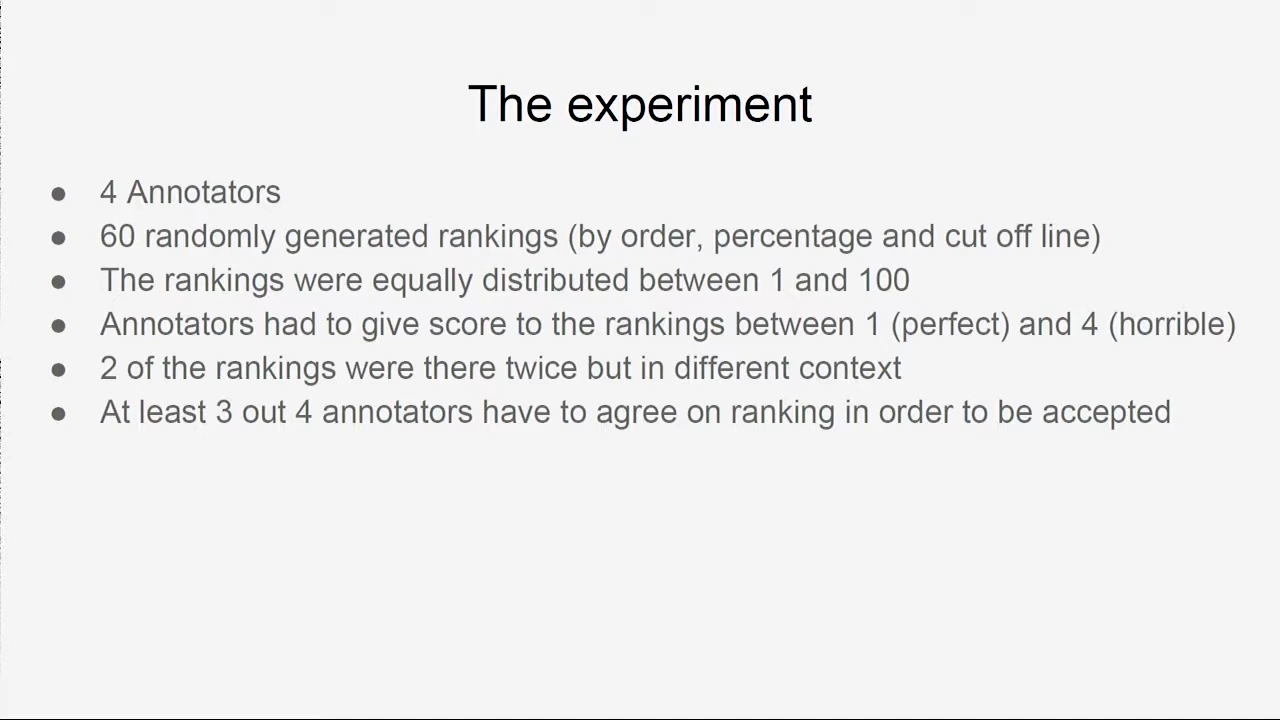 The experiment
● 4 Annotators
● 60 randomly generated rankings (by order, percentage and cut off line)
● The rankings were equally distributed between 1 and 100
● Annotators had to give score to the rankings between 1 (perfect) and 4 (horrible)
● 2 of the rankings were there twice but in different context
● At least 3 out 4 annotators have to agree on ranking in order to be accepted